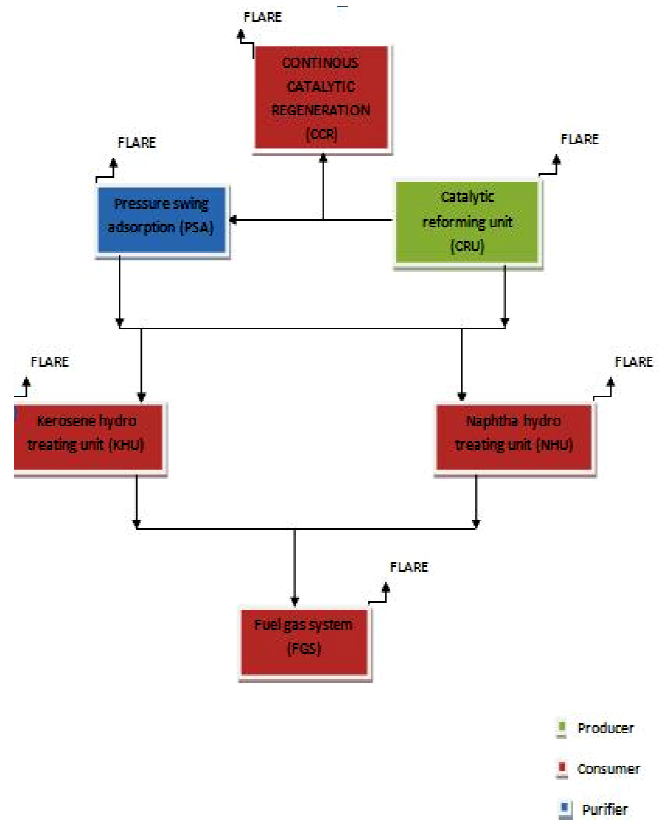 FLARE
CONTINOUS
CATALYTIC
REGENERATION
(CCR)
FLARE
FLARE
Pressure swing
adsorption (PSA)
Catalytic
reforming unit
(CRU)
FLARE
FLARE
Kerosene hydro
treating unit (KHU)
Naphtha hydro
treating unit (NHU)
FLARE
Fuel gas system
(FGS)
Producer
Consumer
Purifier